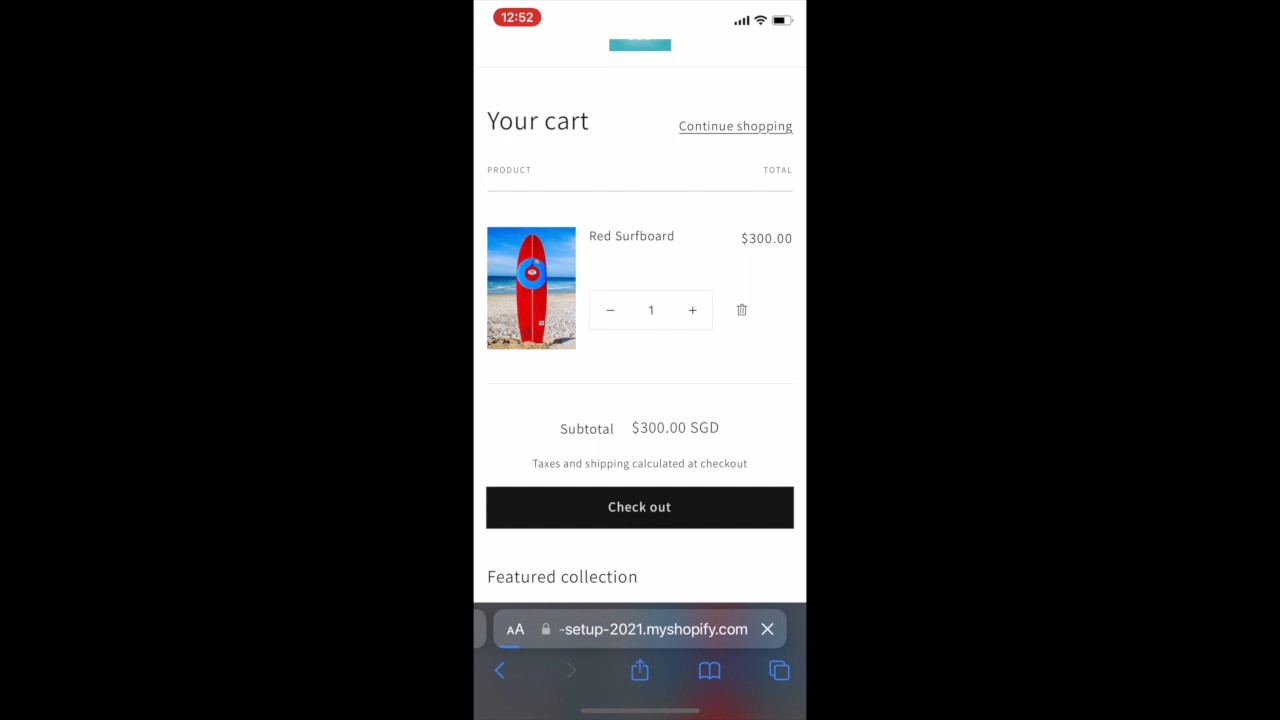 12:52
Your cart
Continue shopping
PRODUCT
TOTAL
Red Surfboard
$300.00
− 1 +
Subtotal $300.00 SGD
Taxes and shipping calculated at checkout
Check out
Featured collection
AA -setup-2021.myshopify.com